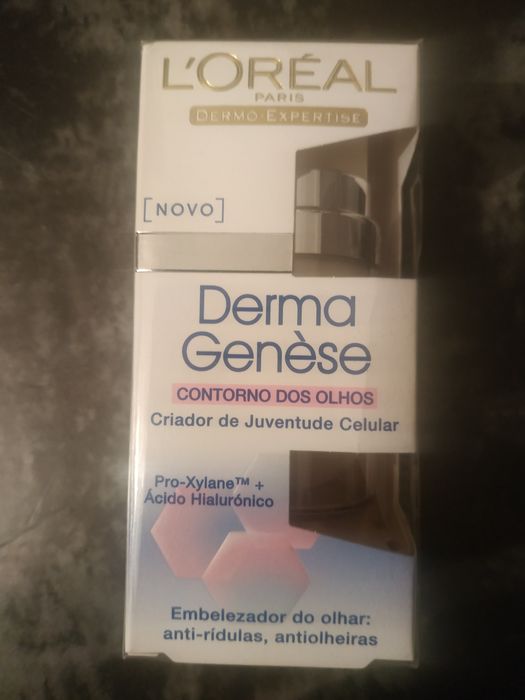 L'ORÉAL
PARIS
DERMO-EXPERTISE
[NOVO]
Derma
Genèse
CONTORNO DOS OLHOS
Criador de Juventude Celular
Pro-Xylane™ +
Ácido Hialurónico
Embelezador do olhar:
anti-rídulas, antiolheiras